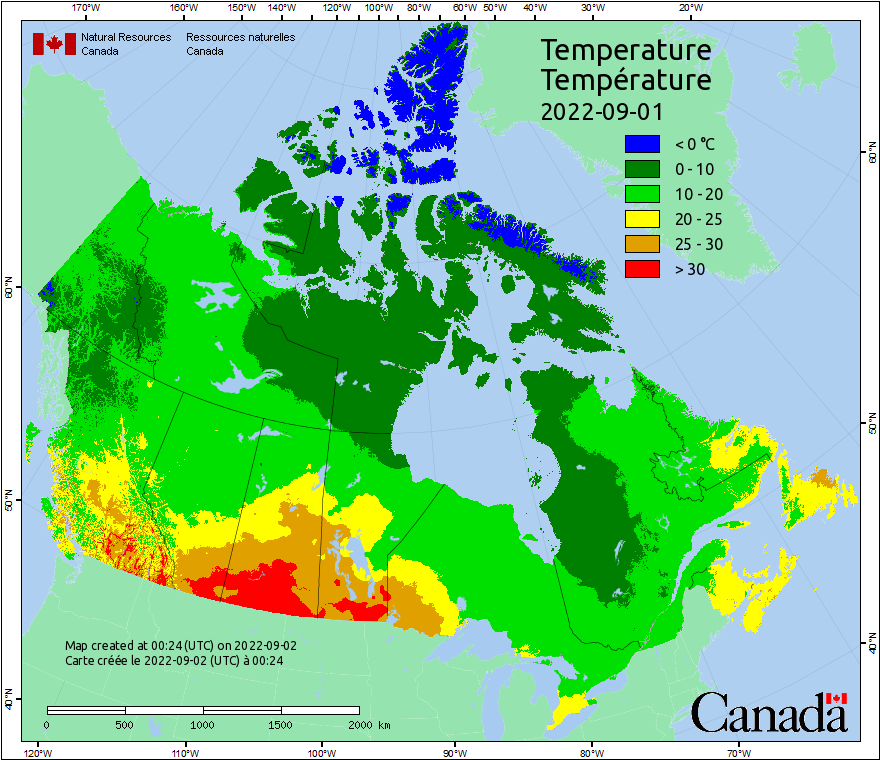 170°W 160°W 150°W 140°W 130°W 120°W 110°W 100°W 80°W 60°W 50°W 40°W 30°W 20°W
Natural Resources Ressources naturelles
Canada Canada
Temperature
Température
2022-09-01
< 0 °C
0 - 10
10 - 20
20 - 25
25 - 30
> 30
60°N 60°N
50°N 50°N
40°N 40°N
Map created at 00:24 (UTC) on 2022-09-02
Carte créée le 2022-09-02 (UTC) à 00:24
0 500 1000 1500 2000 km
Canada
120°W 110°W 100°W 90°W 80°W 70°W